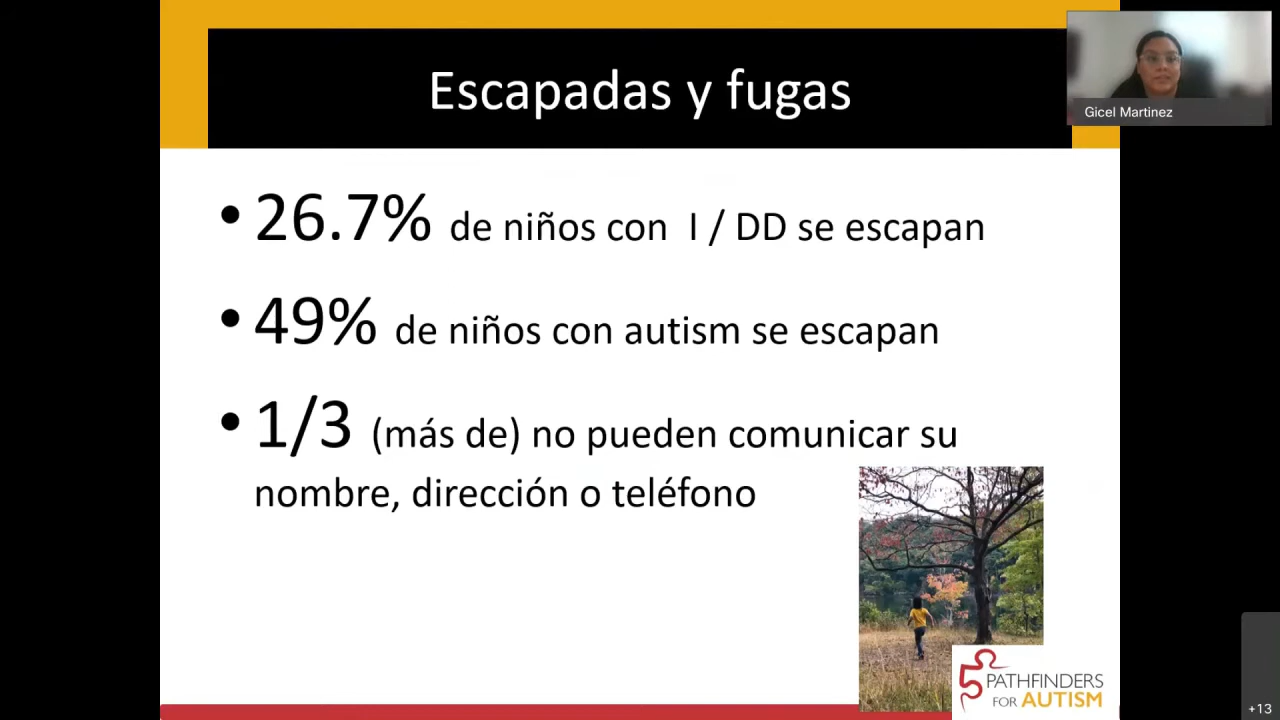 Escapadas y fugas
Gicel Martinez
• 26.7% de niños con I / DD se escapan
• 49% de niños con autism se escapan
• 1/3 (más de) no pueden comunicar su
nombre, dirección o teléfono
PATHFINDERS
FOR AUTISM
+13